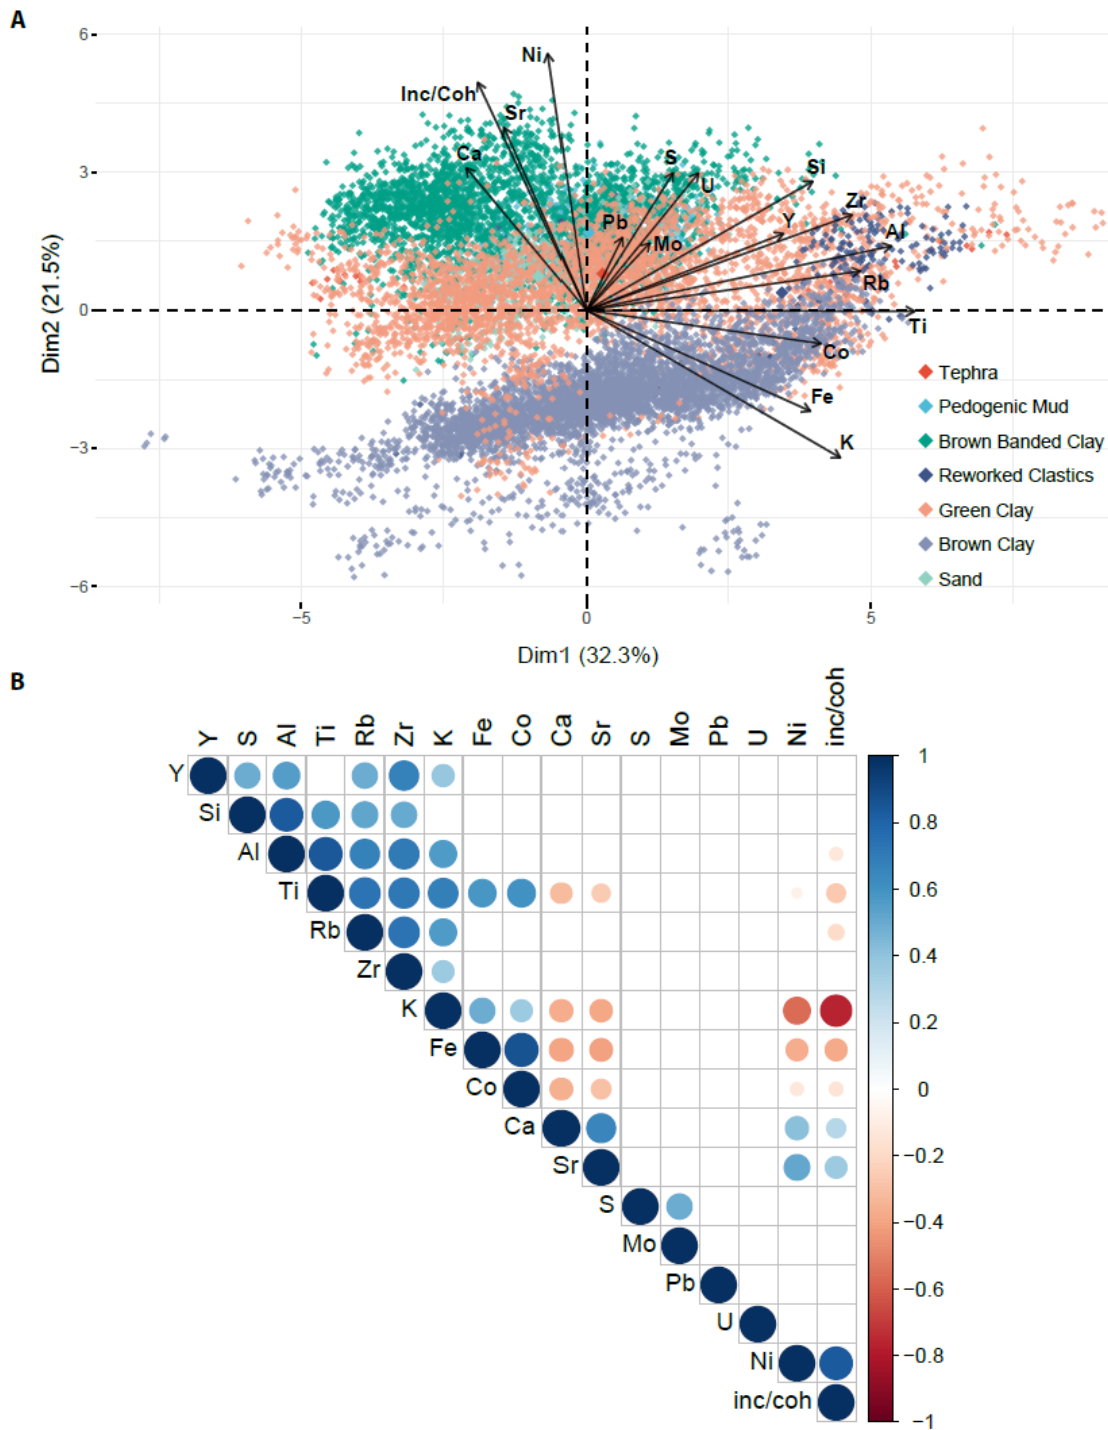 A
6
Ni
Inc/Coh
Sr
Ca
S
U
Si
3
Pb
Mo
Y
Zr
Al
Rb
Dim2 (21.5%)
0
Ti
Co
Tephra
Fe
Pedogenic Mud
K
Brown Banded Clay
−3
Reworked Clastics
Green Clay
Brown Clay
Sand
−6
−5 0 5
Dim1 (32.3%)
B
Y S Al Ti Rb Zr K Fe Co Ca Sr S Mo Pb U Ni inc/coh
Y
Si
Al
Ti
Rb
Zr
K
Fe
Co
Ca
Sr
S
Mo
Pb
U
Ni
inc/coh
1
0.8
0.6
0.4
0.2
0
−0.2
−0.4
−0.6
−0.8
−1